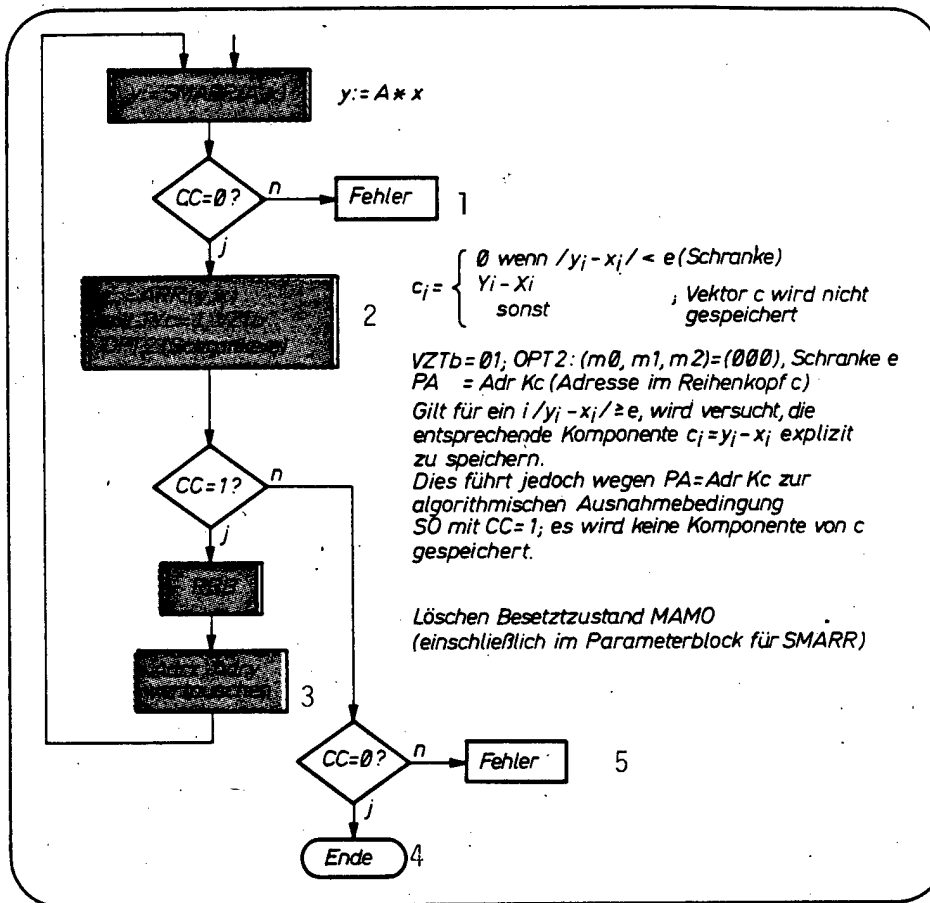 y:= A * x
CC=0?
n
Fehler
1
j
c_i = { 0 wenn /y_i - x_i/ < e (Schranke)
Y_i - X_i
sonst
; Vektor c wird nicht
gespeichert
2
VZTb=01; OPT2: (m0, m1, m2)=(000), Schranke e
PA = Adr Kc (Adresse im Reihenkopf c)
Gilt für ein i /y_i - x_i/ ≥ e, wird versucht, die
entsprechende Komponente c_i = y_i - x_i explizit
zu speichern.
Dies führt jedoch wegen PA=Adr Kc zur
algorithmischen Ausnahmebedingung
SO mit CC=1; es wird keine Komponente von c
gespeichert.
CC=1?
n
j
Löschen Besetztzustand MAMO
(einschließlich im Parameterblock für SMARR)
3
CC=0?
n
Fehler
5
j
Ende
4